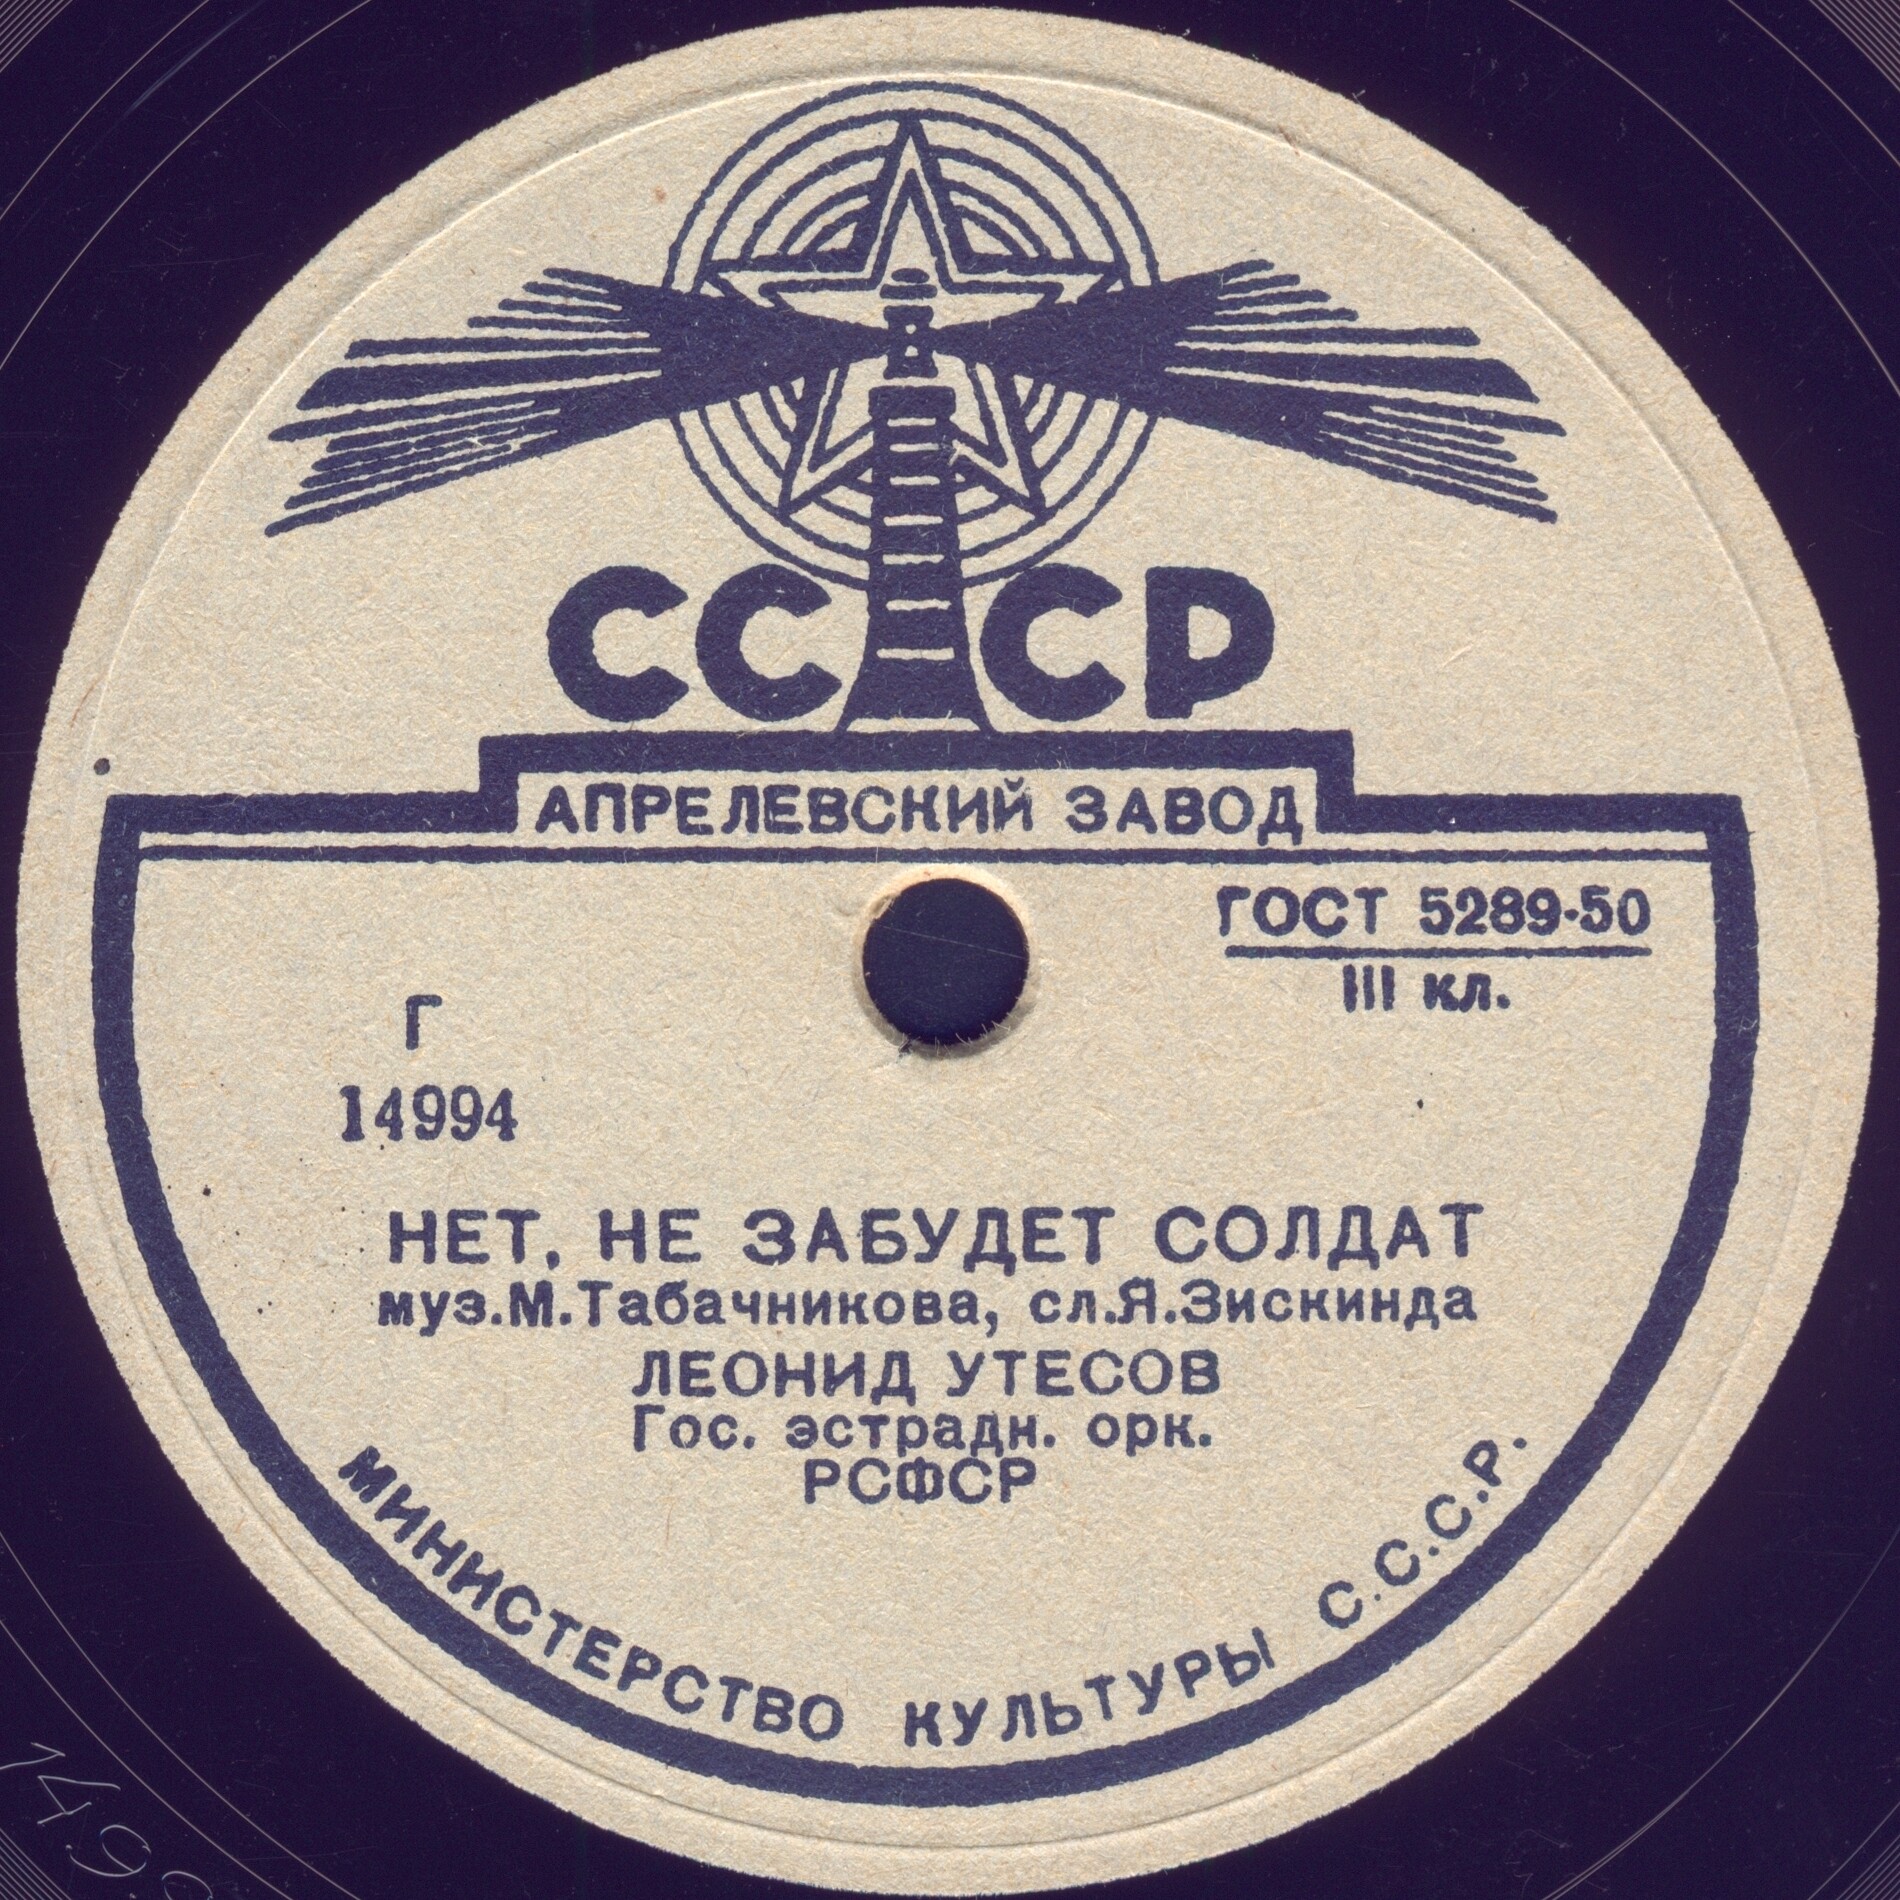 СССР
АПРЕЛЕВСКИЙ ЗАВОД
ГОСТ 5289-50
III кл.
Г
14994
НЕТ, НЕ ЗАБУДЕТ СОЛДАТ
муз.М.Табачникова, сл.Я.Зискинда
ЛЕОНИД УТЕСОВ
Гос. эстрадн. орк.
РСФСР
МИНИСТЕРСТВО КУЛЬТУРЫ С.С.С.Р.